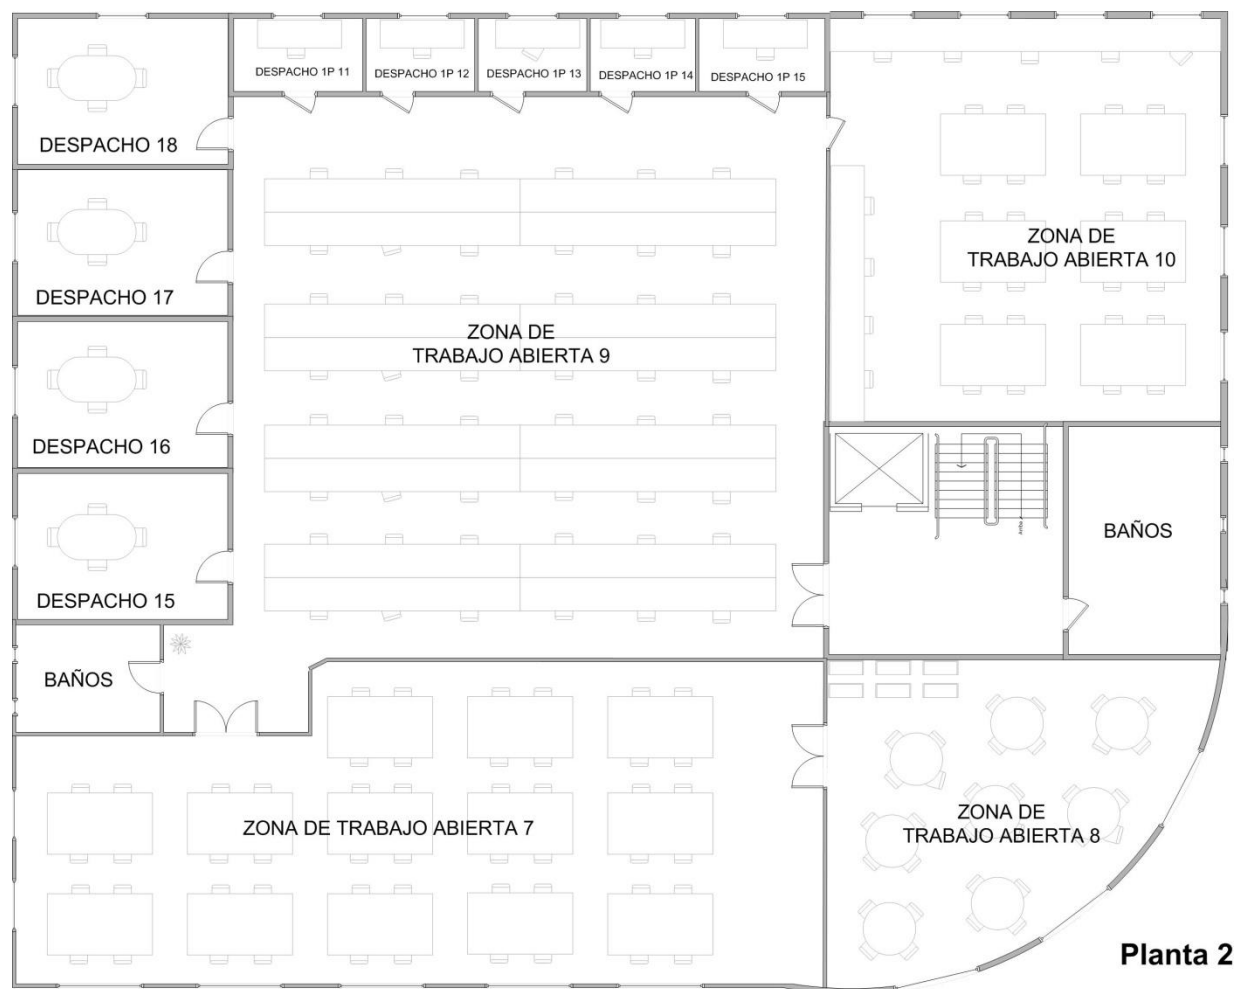 DESPACHO 1P 11
DESPACHO 1P 12
DESPACHO 1P 13
DESPACHO 1P 14
DESPACHO 1P 15
DESPACHO 18
ZONA DE
TRABAJO ABIERTA 10
DESPACHO 17
ZONA DE
TRABAJO ABIERTA 9
DESPACHO 16
Arriba
BAÑOS
DESPACHO 15
BAÑOS
ZONA DE TRABAJO ABIERTA 7
ZONA DE
TRABAJO ABIERTA 8
Planta 2